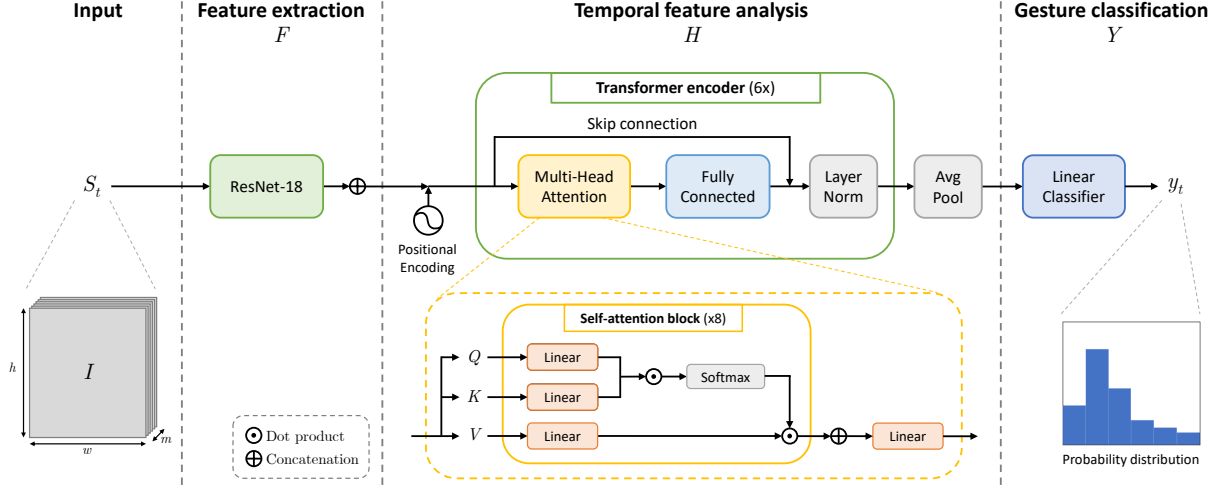 Input
Feature extraction
F
Temporal feature analysis
H
Gesture classification
Y
Transformer encoder (6x)
Skip connection
S_t
ResNet-18
Multi-Head
Attention
Fully
Connected
Layer
Norm
Avg
Pool
Linear
Classifier
y_t
Positional
Encoding
Self-attention block (x8)
Q
Linear
Softmax
K
Linear
V
Linear
Linear
h
I
m
w
Dot product
Concatenation
Probability distribution